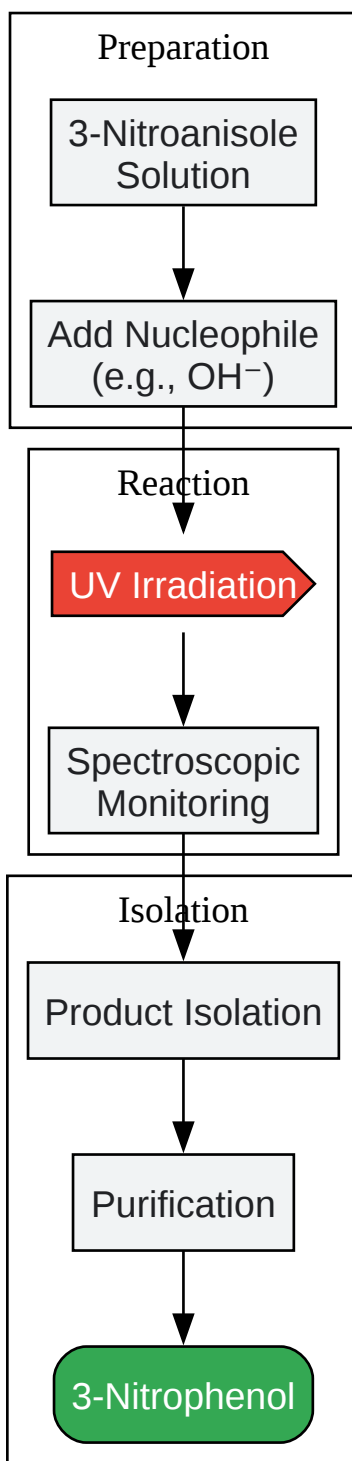 Preparation
3-Nitroanisole
Solution
Add Nucleophile
(e.g., OH⁻)
Reaction
UV Irradiation
Spectroscopic
Monitoring
Isolation
Product Isolation
Purification
3-Nitrophenol